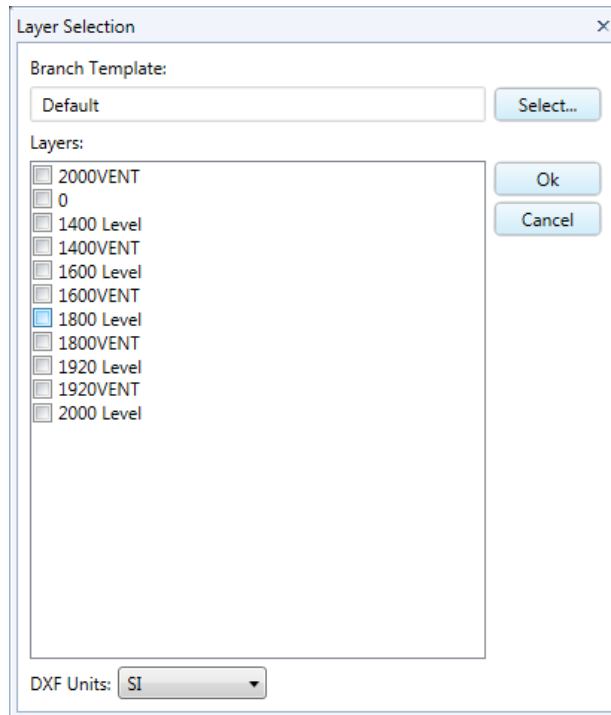 Layer Selection
Branch Template:
Default
Select...
Layers:
2000VENT
0
1400 Level
1400VENT
1600 Level
1600VENT
1800 Level
1800VENT
1920 Level
1920VENT
2000 Level
Ok
Cancel
DXF Units: SI